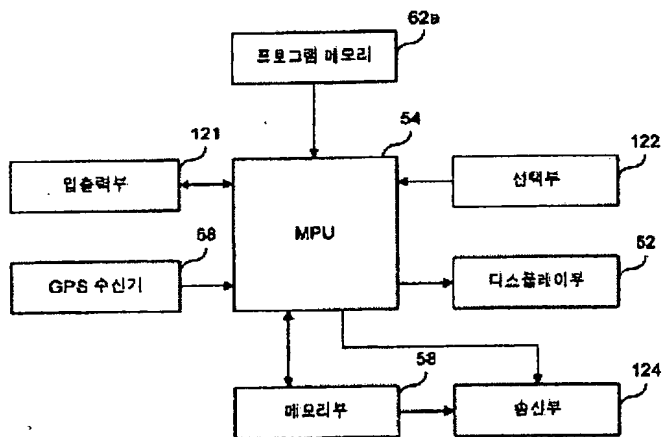 62a
프로그램 메모리
121
54
122
입출력부
선택부
MPU
68
52
GPS 수신기
디스플레이부
58
124
메모리부
송신부